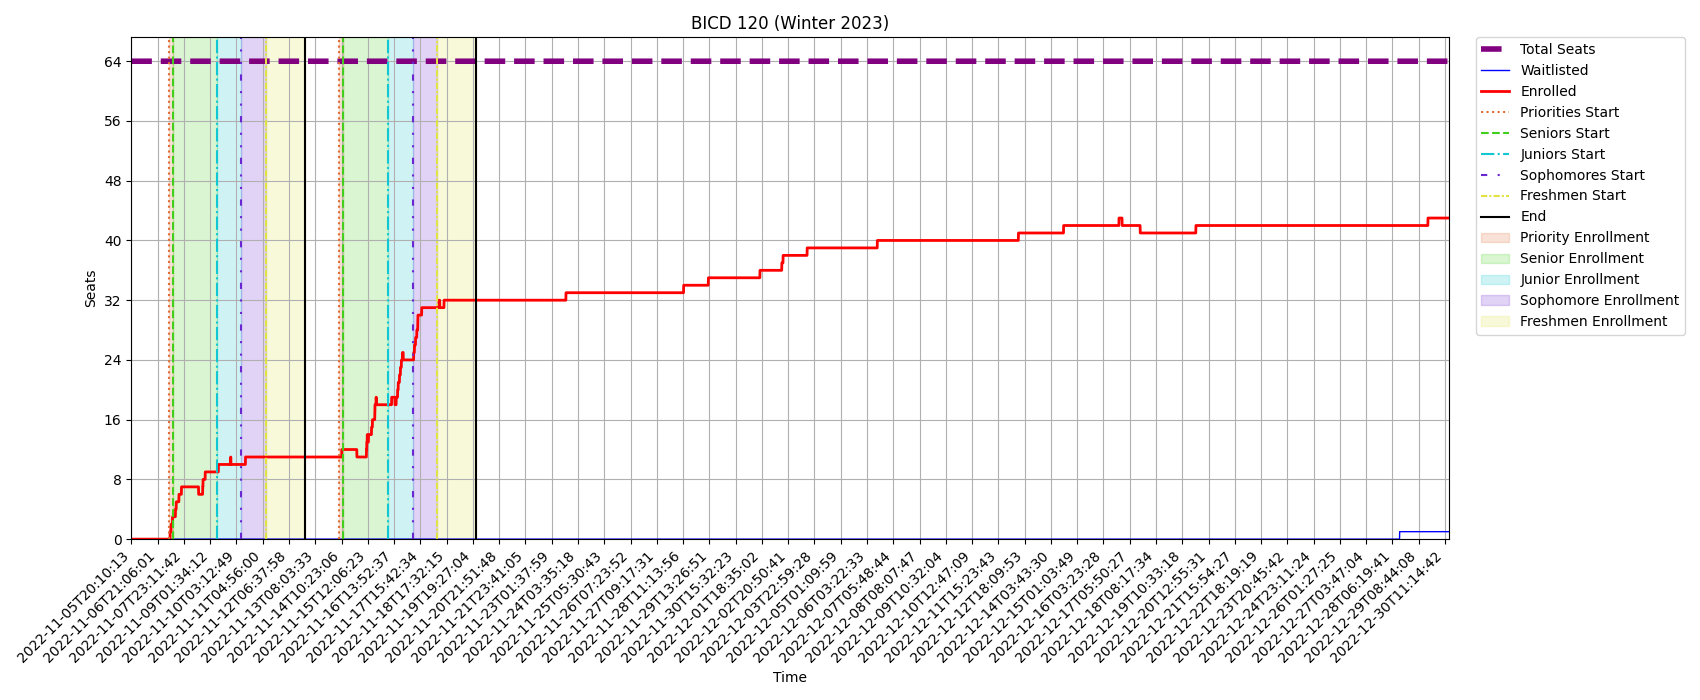 BICD 120 (Winter 2023)
64
56
48
40
32
24
16
8
0
Seats
2022-11-05T20:10:13
2022-11-06T21:06:01
2022-11-07T23:11:42
2022-11-09T01:34:12
2022-11-10T03:12:49
2022-11-11T04:56:00
2022-11-12T06:37:58
2022-11-13T08:03:33
2022-11-14T10:23:06
2022-11-15T12:06:23
2022-11-16T13:52:37
2022-11-17T15:42:34
2022-11-18T17:32:15
2022-11-19T19:27:04
2022-11-20T21:51:48
2022-11-21T23:41:05
2022-11-23T01:37:59
2022-11-24T03:35:18
2022-11-25T05:30:43
2022-11-26T07:23:52
2022-11-27T09:17:31
2022-11-28T11:13:56
2022-11-29T13:26:51
2022-11-30T15:32:23
2022-12-01T18:35:02
2022-12-02T20:50:41
2022-12-03T22:59:28
2022-12-05T01:09:59
2022-12-06T03:22:33
2022-12-07T05:48:44
2022-12-08T08:07:47
2022-12-09T10:32:04
2022-12-10T12:47:09
2022-12-11T15:23:43
2022-12-12T18:09:53
2022-12-14T03:43:30
2022-12-15T01:03:49
2022-12-16T03:23:28
2022-12-17T05:50:27
2022-12-18T08:17:34
2022-12-19T10:33:18
2022-12-20T12:55:31
2022-12-21T15:54:27
2022-12-22T18:19:19
2022-12-23T20:45:42
2022-12-24T23:11:24
2022-12-26T01:27:25
2022-12-27T03:47:04
2022-12-28T06:19:41
2022-12-29T08:44:08
2022-12-30T11:14:42
Time
Total Seats
Waitlisted
Enrolled
Priorities Start
Seniors Start
Juniors Start
Sophomores Start
Freshmen Start
End
Priority Enrollment
Senior Enrollment
Junior Enrollment
Sophomore Enrollment
Freshmen Enrollment